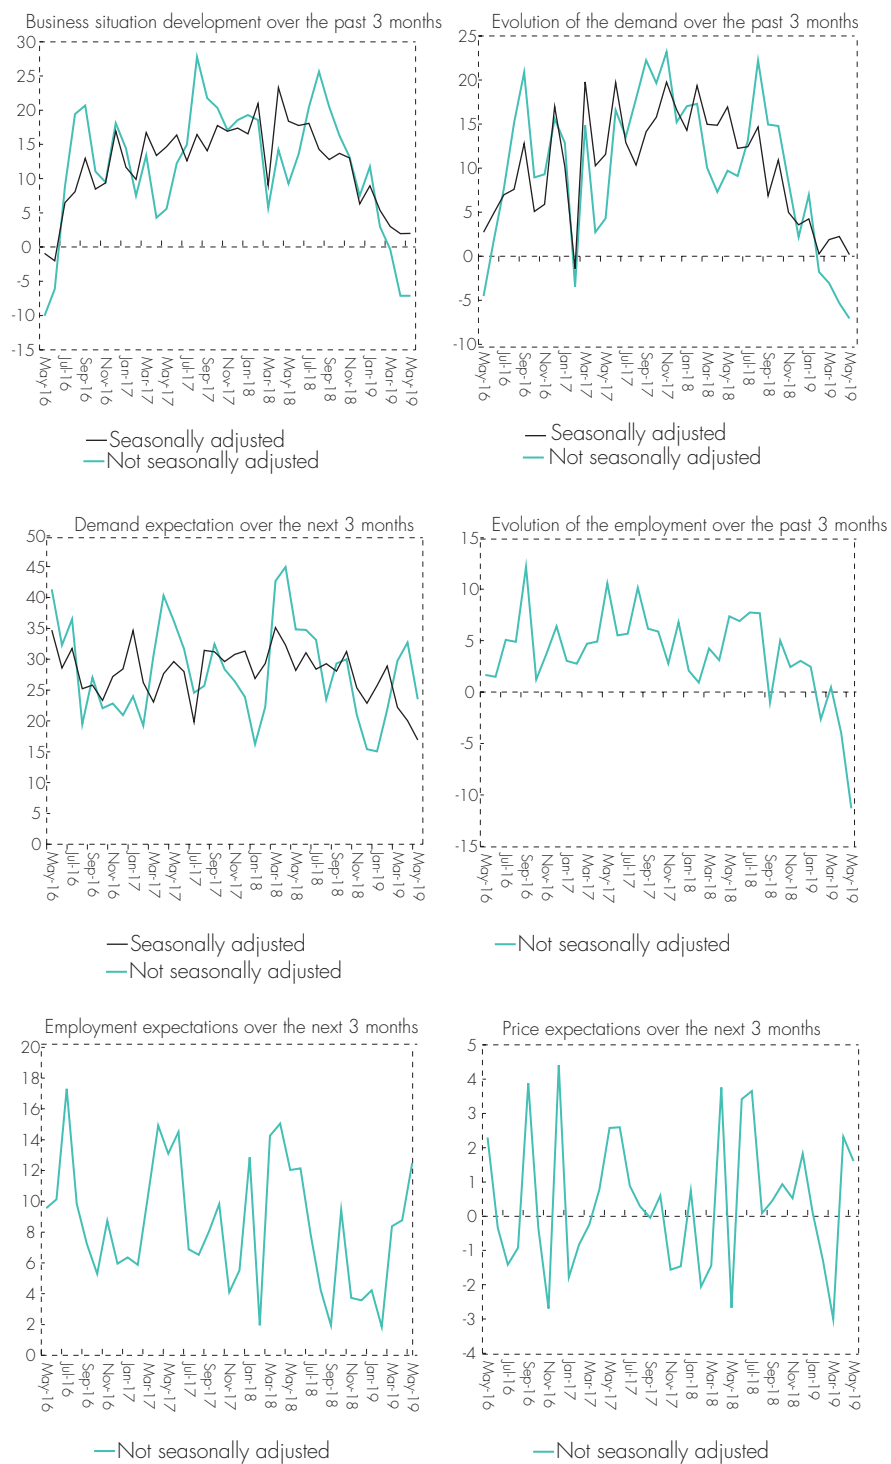 Business situation development over the past 3 months
30
25
20
15
10
5
0
-5
-10
-15
May-16
Jul-16
Sep-16
Nov-16
Jan-17
Mar-17
May-17
Jul-17
Sep-17
Nov-17
Jan-18
Mar-18
May-18
Jul-18
Nov-18
Jan-19
Mar-19
May-19
Seasonally adjusted
Not seasonally adjusted
Evolution of the demand over the past 3 months
25
20
15
10
5
0
-5
-10
May-16
Jul-16
Sep-16
Nov-16
Jan-17
Mar-17
May-17
Jul-17
Sep-17
Nov-17
Jan-18
Mar-18
May-18
Jul-18
Sep-18
Nov-18
Jan-19
Mar-19
May-19
Seasonally adjusted
Not seasonally adjusted
Demand expectation over the next 3 months
50
45
40
35
30
25
20
15
10
5
0
May-16
Jul-16
Sep-16
Nov-16
Jan-17
Mar-17
May-17
Jul-17
Sep-17
Nov-17
Jan-18
Mar-18
May-18
Jul-18
Sep-18
Nov-18
Jan-19
Mar-19
May-19
Seasonally adjusted
Not seasonally adjusted
Evolution of the employment over the past 3 months
15
10
5
0
-5
-10
-15
May-16
Jul-16
Sep-16
Nov-16
Jan-17
Mar-17
May-17
Jul-17
Sep-17
Nov-17
Jan-18
Mar-18
May-18
Jul-18
Sep-18
Nov-18
Jan-19
Mar-19
May-19
Not seasonally adjusted
Employment expectations over the next 3 months
20
18
16
14
12
10
8
6
4
2
0
May-16
Jul-16
Sep-16
Nov-16
Jan-17
Mar-17
May-17
Jul-17
Sep-17
Nov-17
Jan-18
Mar-18
May-18
Jul-18
Sep-18
Nov-18
Jan-19
Mar-19
May-19
Not seasonally adjusted
Price expectations over the next 3 months
5
4
3
2
1
0
-1
-2
-3
-4
May-16
Jul-16
Sep-16
Nov-16
Jan-17
Mar-17
May-17
Jul-17
Sep-17
Nov-17
Jan-18
Mar-18
May-18
Jul-18
Sep-18
Nov-18
Jan-19
Mar-19
May-19
Not seasonally adjusted